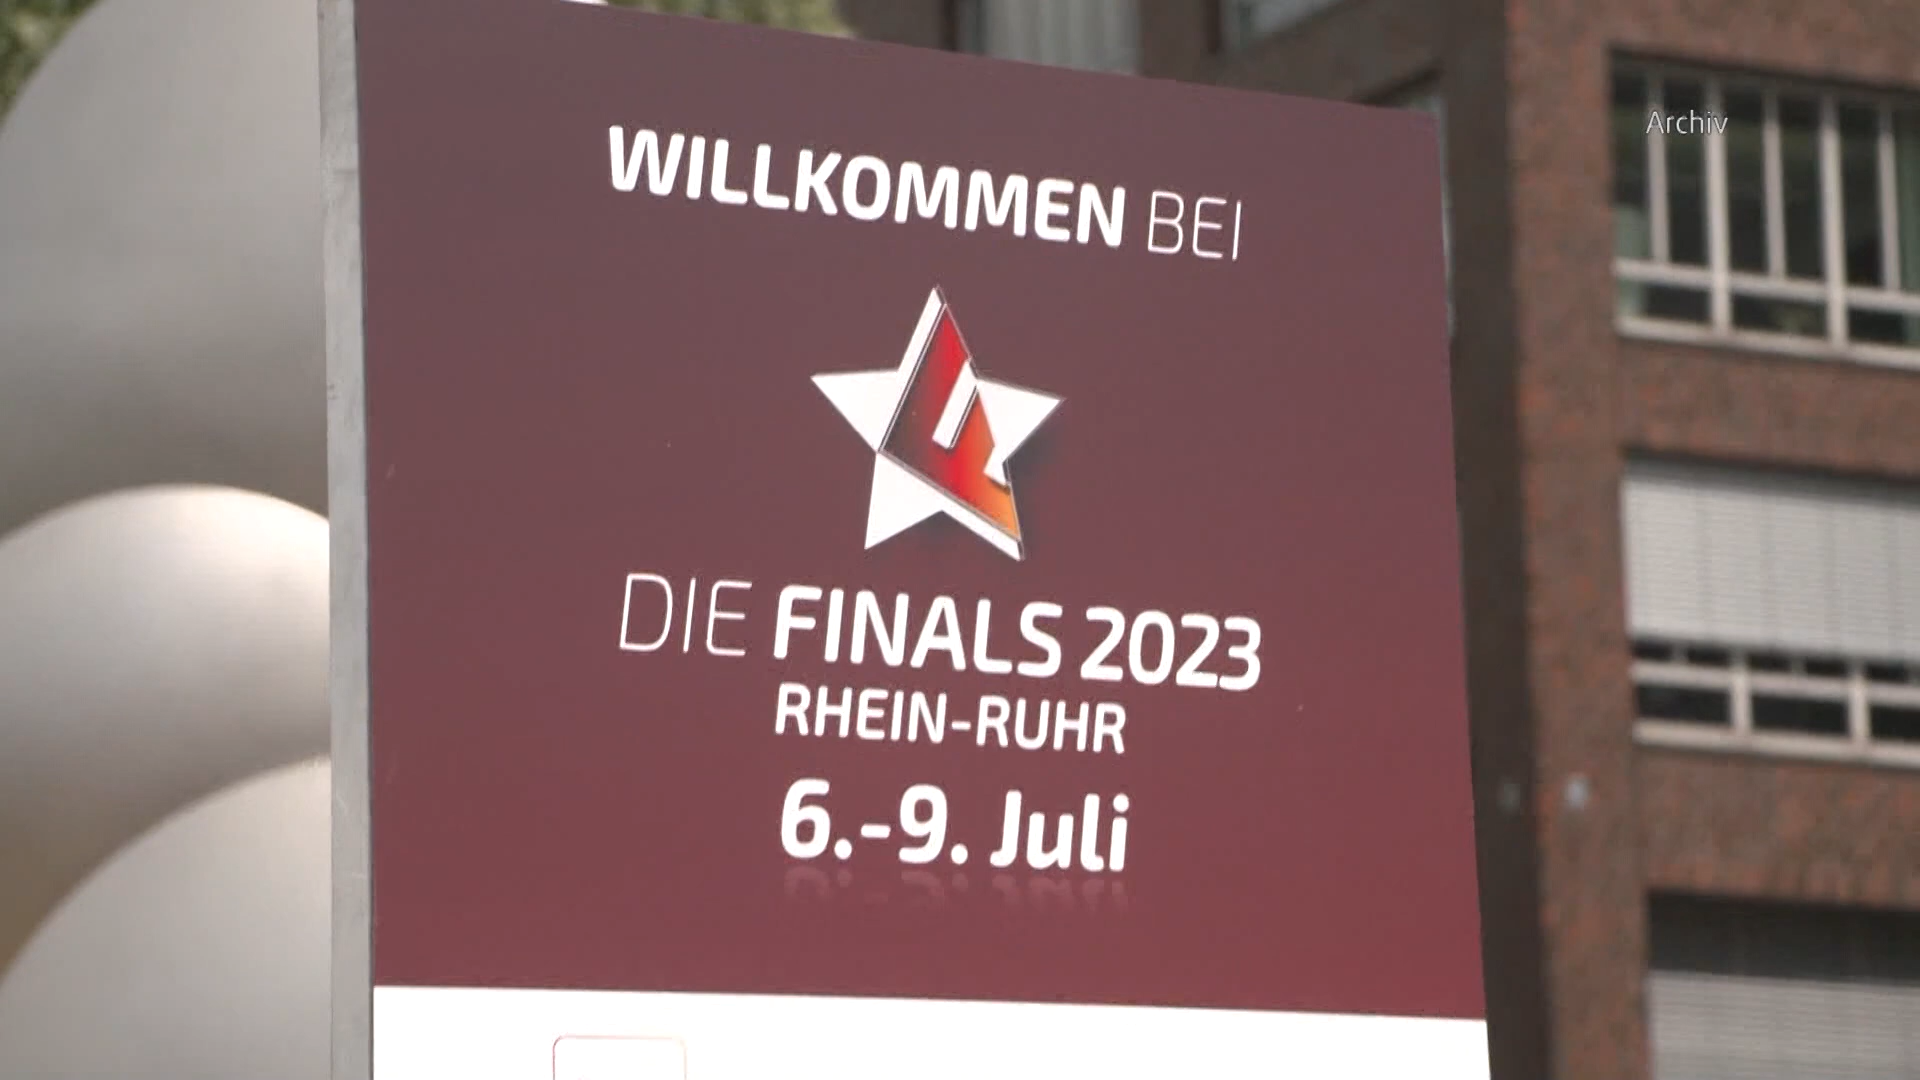 Archiv
WILLKOMMEN BEI
DIE FINALS 2023
RHEIN-RUHR
6.-9. Juli